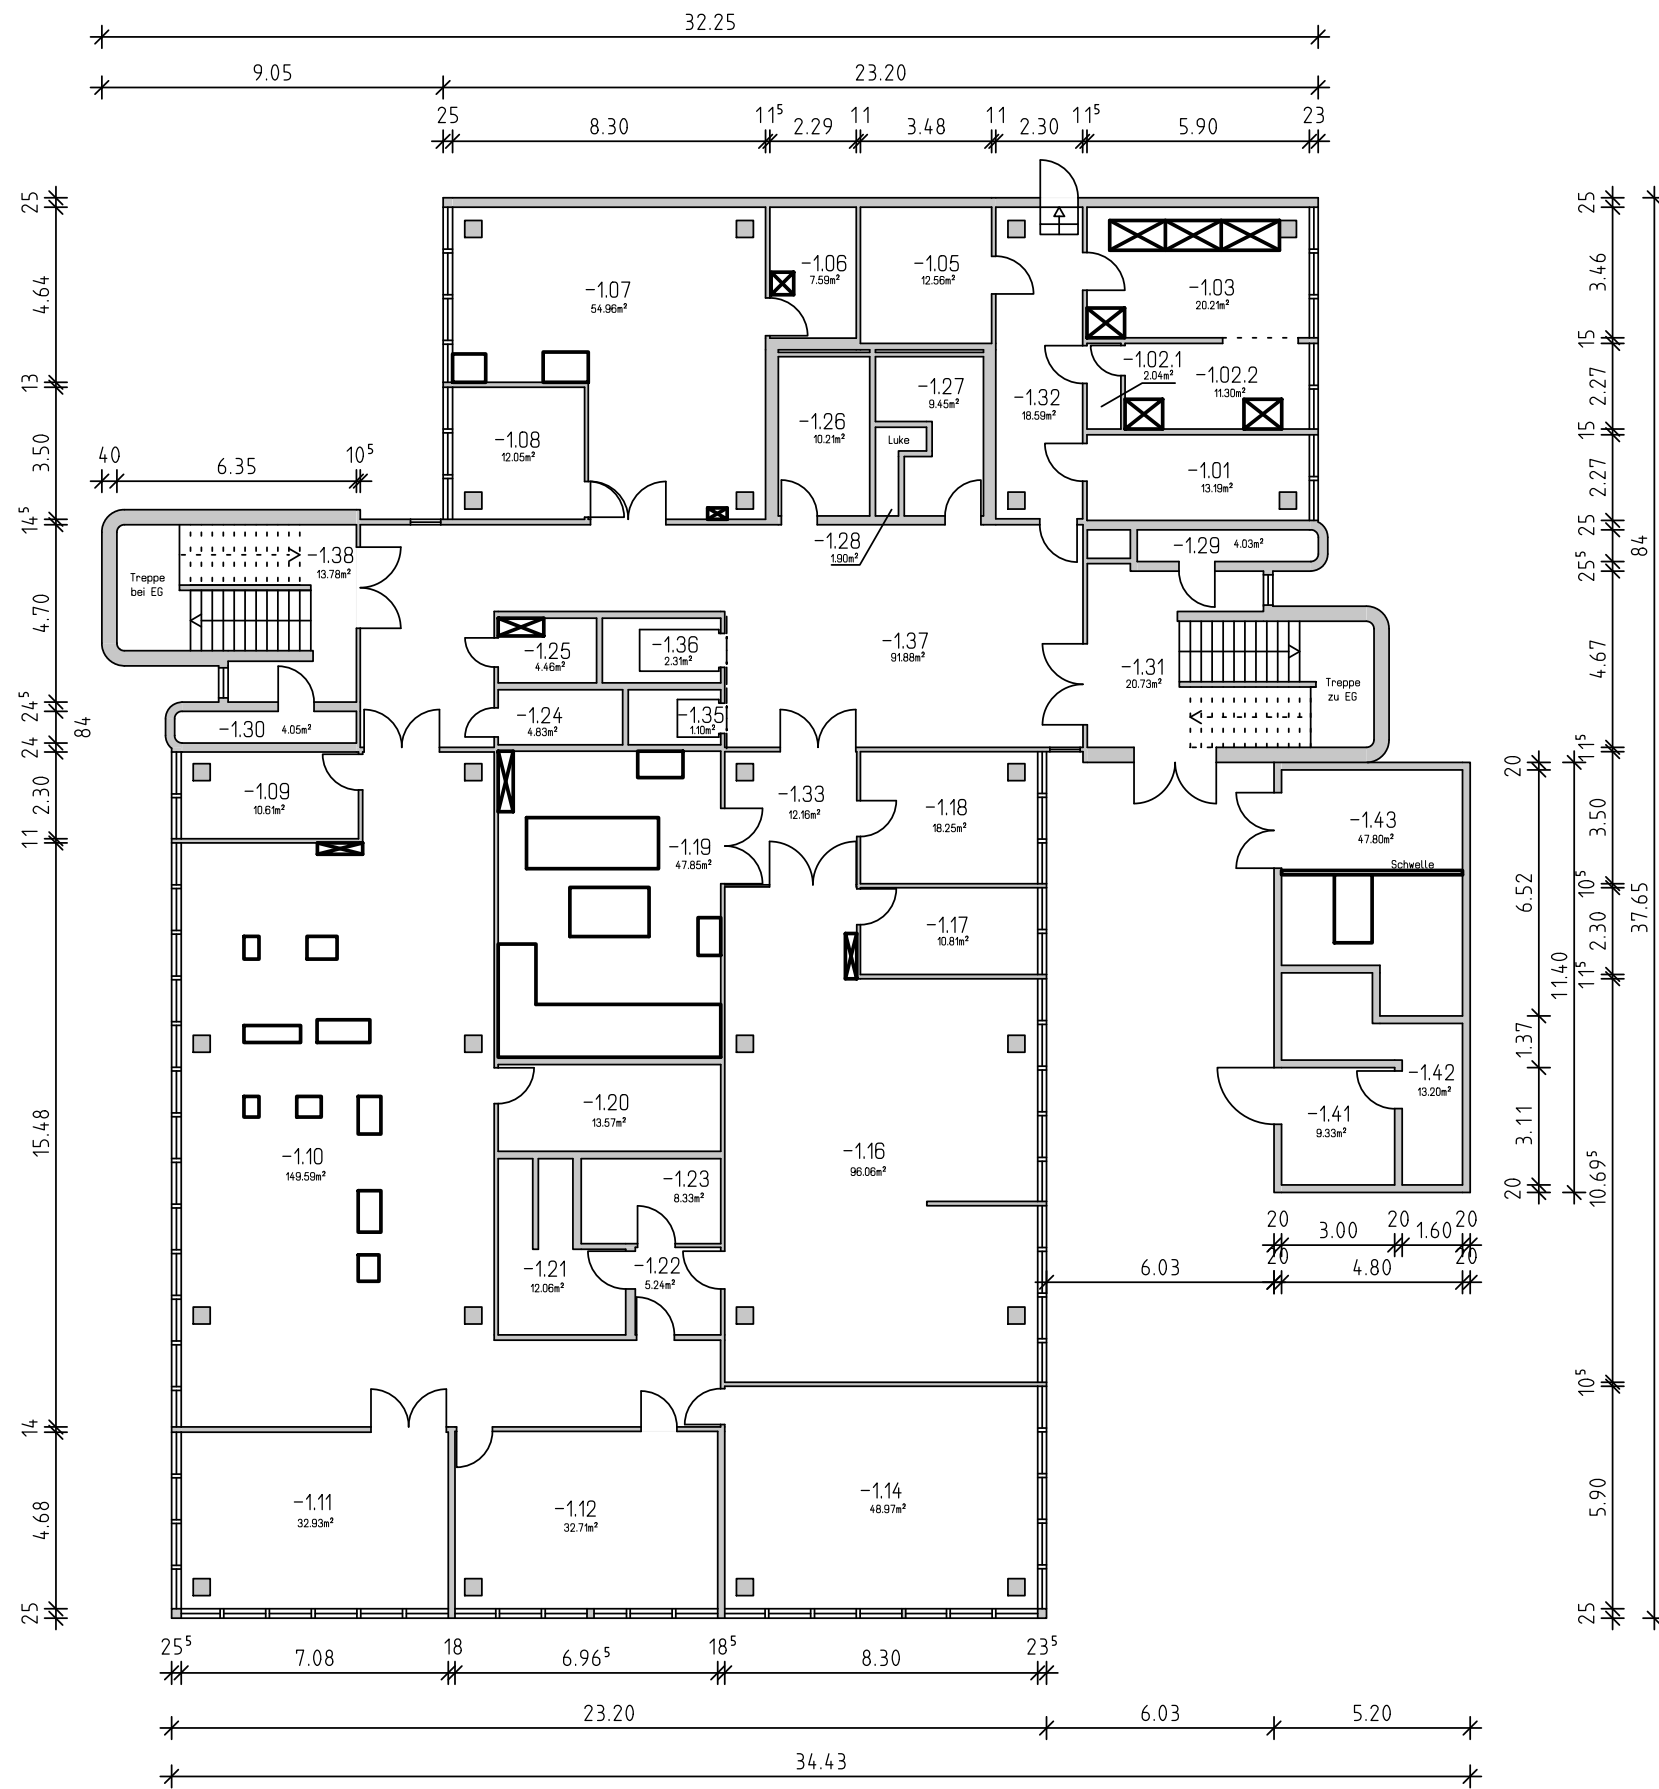 32.25
9.05
23.20
25
8.30
11⁵
2.29
11
3.48
11
2.30
11⁵
5.90
23
25
4.64
13
3.50
14⁵
4.70
24⁵
84
24
2.30
11
15.48
14
4.68
25
40
6.35
10⁵
-1.07
54.96m²
-1.06
7.59m²
-1.05
12.56m²
-1.03
20.21m²
-1.02.1
2.04m²
-1.02.2
11.30m²
-1.32
18.59m²
-1.27
9.45m²
-1.26
10.21m²
Luke
-1.08
12.05m²
-1.01
13.19m²
-1.28
1.90m²
-1.29 4.03m²
-1.38
13.78m²
Treppe
bei EG
-1.25
4.46m²
-1.36
2.31m²
-1.37
91.88m²
-1.31
20.73m²
Treppe
zu EG
-1.24
4.83m²
-1.35
1.10m²
-1.30 4.05m²
-1.09
10.61m²
-1.33
12.16m²
-1.18
18.25m²
-1.19
47.85m²
-1.43
47.80m²
Schwelle
-1.17
10.81m²
-1.42
13.20m²
-1.41
9.33m²
-1.20
13.57m²
-1.10
149.59m²
-1.16
96.06m²
-1.23
8.33m²
-1.21
12.06m²
-1.22
5.24m²
-1.11
32.93m²
-1.12
32.71m²
-1.14
48.97m²
25
3.46
15
2.27
15
2.27
25
25⁵
84
4.67
11⁵
3.50
10⁵
2.30
11⁵
37.65
10.69⁵
10⁵
5.90
25
20
6.52
1.37
3.11
20
11.40
20
3.00
20
1.60
20
6.03
20
4.80
20
25⁵
7.08
18
6.96⁵
18⁵
8.30
23⁵
23.20
6.03
5.20
34.43